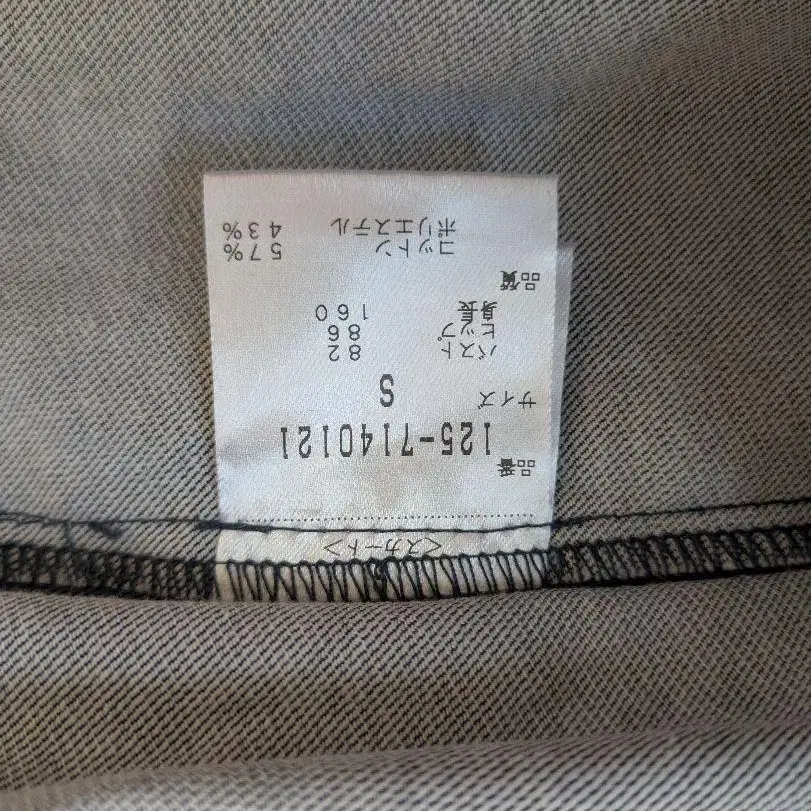 <スカート>
品番
125-7140121
サイズ S
バスト 82
ヒップ 86
身長 160
品質
コットン 57%
ポリエステル 43%